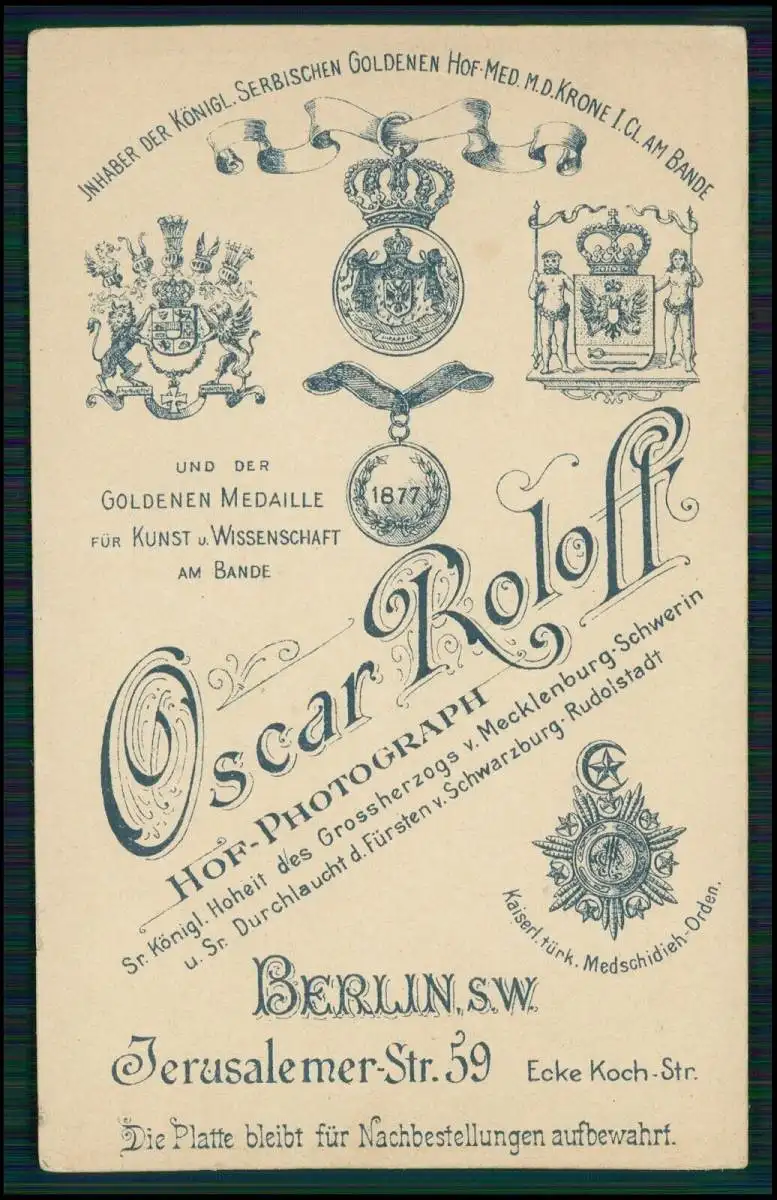 JNHABER DER KÖNIGL. SERBISCHEN GOLDENEN HOF-MED. M. D. KRONE I. CL. AM BANDE
UND DER
GOLDENEN MEDAILLE
FÜR KUNST U. WISSENSCHAFT
AM BANDE
1877
Oscar Roloff
HOF-PHOTOGRAPH
Sr. Königl. Hoheit des Grossherzogs v. Mecklenburg-Schwerin
u. Sr. Durchlaucht d. Fürsten v. Schwarzburg-Rudolstadt
Kaiserl. türk. Medschidieh-Orden.
BERLIN, S.W.
Jerusalemer-Str. 59 Ecke Koch-Str.
Die Platte bleibt für Nachbestellungen aufbewahrt.